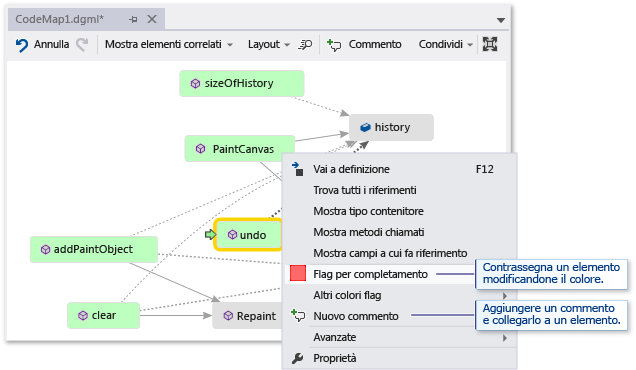 CodeMap1.dgml*
Annulla Mostra elementi correlati Layout Commento Condividi
sizeOfHistory
history
PaintCanvas
Vai a definizione F12
Trova tutti i riferimenti
Mostra tipo contenitore
undo
Mostra metodi chiamati
addPaintObject
Mostra campi a cui fa riferimento
Flag per completamento
Contrassegna un elemento
modificandone il colore.
Altri colori flag
clear
Repaint
Nuovo commento
Aggiungere un commento
e collegarlo a un elemento.
Avanzate
Proprietà